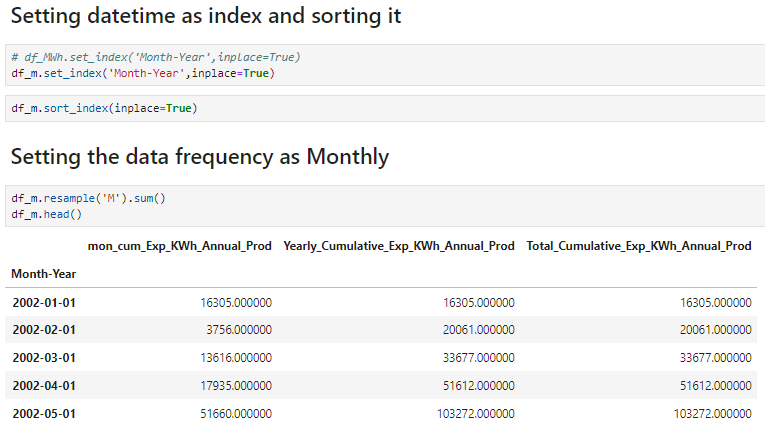 Setting datetime as index and sorting it
# df_MWh.set_index('Month-Year',inplace=True)
df_m.set_index('Month-Year',inplace=True)
df_m.sort_index(inplace=True)
Setting the data frequency as Monthly
df_m.resample('M').sum()
df_m.head()
mon_cum_Exp_KWh_Annual_Prod Yearly_Cumulative_Exp_KWh_Annual_Prod Total_Cumulative_Exp_KWh_Annual_Prod
Month-Year
2002-01-01 16305.000000 16305.000000 16305.000000
2002-02-01 3756.000000 20061.000000 20061.000000
2002-03-01 13616.000000 33677.000000 33677.000000
2002-04-01 17935.000000 51612.000000 51612.000000
2002-05-01 51660.000000 103272.000000 103272.000000